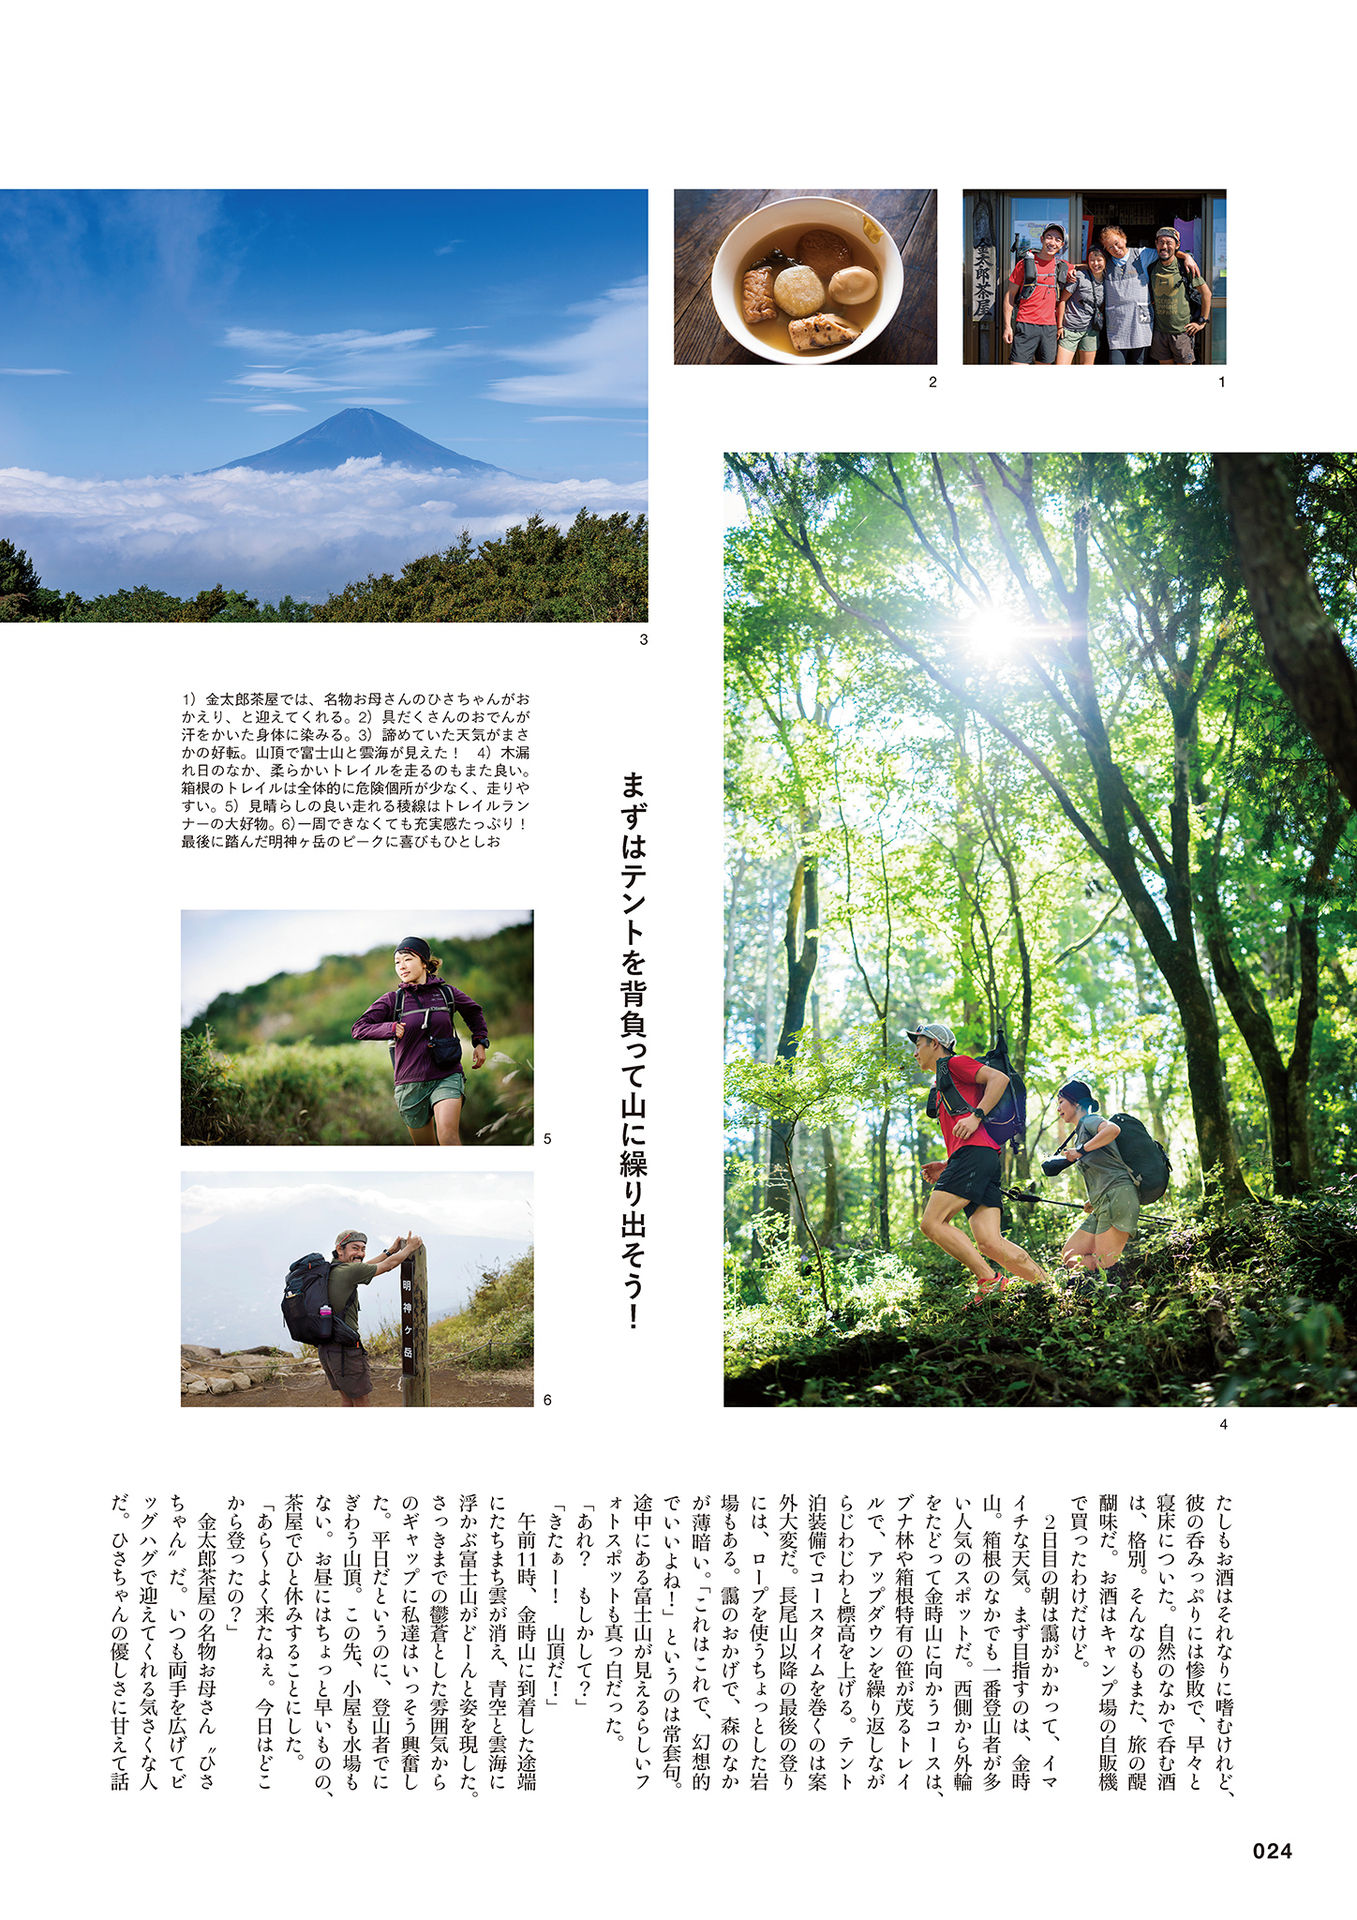 金太郎茶屋
1
2
3
1）金太郎茶屋では、名物お母さんのひさちゃんがお
かえり、と迎えてくれる。2）具だくさんのおでんが
汗をかいた身体に染みる。3）諦めていた天気がまさ
かの好転。山頂で富士山と雲海が見えた！　4）木漏
れ日のなか、柔らかいトレイルを走るのもまた良い。
箱根のトレイルは全体的に危険個所が少なく、走りや
すい。5）見晴らしの良い走れる稜線はトレイルラン
ナーの大好物。6）一周できなくても充実感たっぷり！
最後に踏んだ明神ヶ岳のピークに喜びもひとしお
まずはテントを背負って山に繰り出そう！
4
5
明神ケ岳
6
たしもお酒はそれなりに嗜むけれど、
彼の呑みっぷりには惨敗で、早々と
寝床についた。自然のなかで呑む酒
は、格別。そんなのもまた、旅の醍
醐味だ。お酒はキャンプ場の自販機
で買ったわけだけど。
　2日目の朝は靄がかかって、イマ
イチな天気。まず目指すのは、金時
山。箱根のなかでも一番登山者が多
い人気のスポットだ。西側から外輪
をたどって金時山に向かうコースは、
ブナ林や箱根特有の笹が茂るトレイ
ルで、アップダウンを繰り返しなが
らじわじわと標高を上げる。テント
泊装備でコースタイムを巻くのは案
外大変だ。長尾山以降の最後の登り
には、ロープを使うちょっとした岩
場もある。靄のおかげで、森のなか
が薄暗い。「これはこれで、幻想的
でいいよね！」というのは常套句。
途中にある富士山が見えるらしいフ
ォトスポットも真っ白だった。
「あれ？　もしかして？」
「きたぁー！　山頂だ！」
　午前11時、金時山に到着した途端
にたちまち雲が消え、青空と雲海に
浮かぶ富士山がどーんと姿を現した。
さっきまでの鬱蒼とした雰囲気から
のギャップに私達はいっそう興奮し
た。平日だというのに、登山者でに
ぎわう山頂。この先、小屋も水場も
ない。お昼にはちょっと早いものの、
茶屋でひと休みすることにした。
「あら〜よく来たねぇ。今日はどこ
から登ったの？」
　金太郎茶屋の名物お母さん〝ひさ
ちゃん〟だ。いつも両手を広げてビ
ッグハグで迎えてくれる気さくな人
だ。ひさちゃんの優しさに甘えて話
024